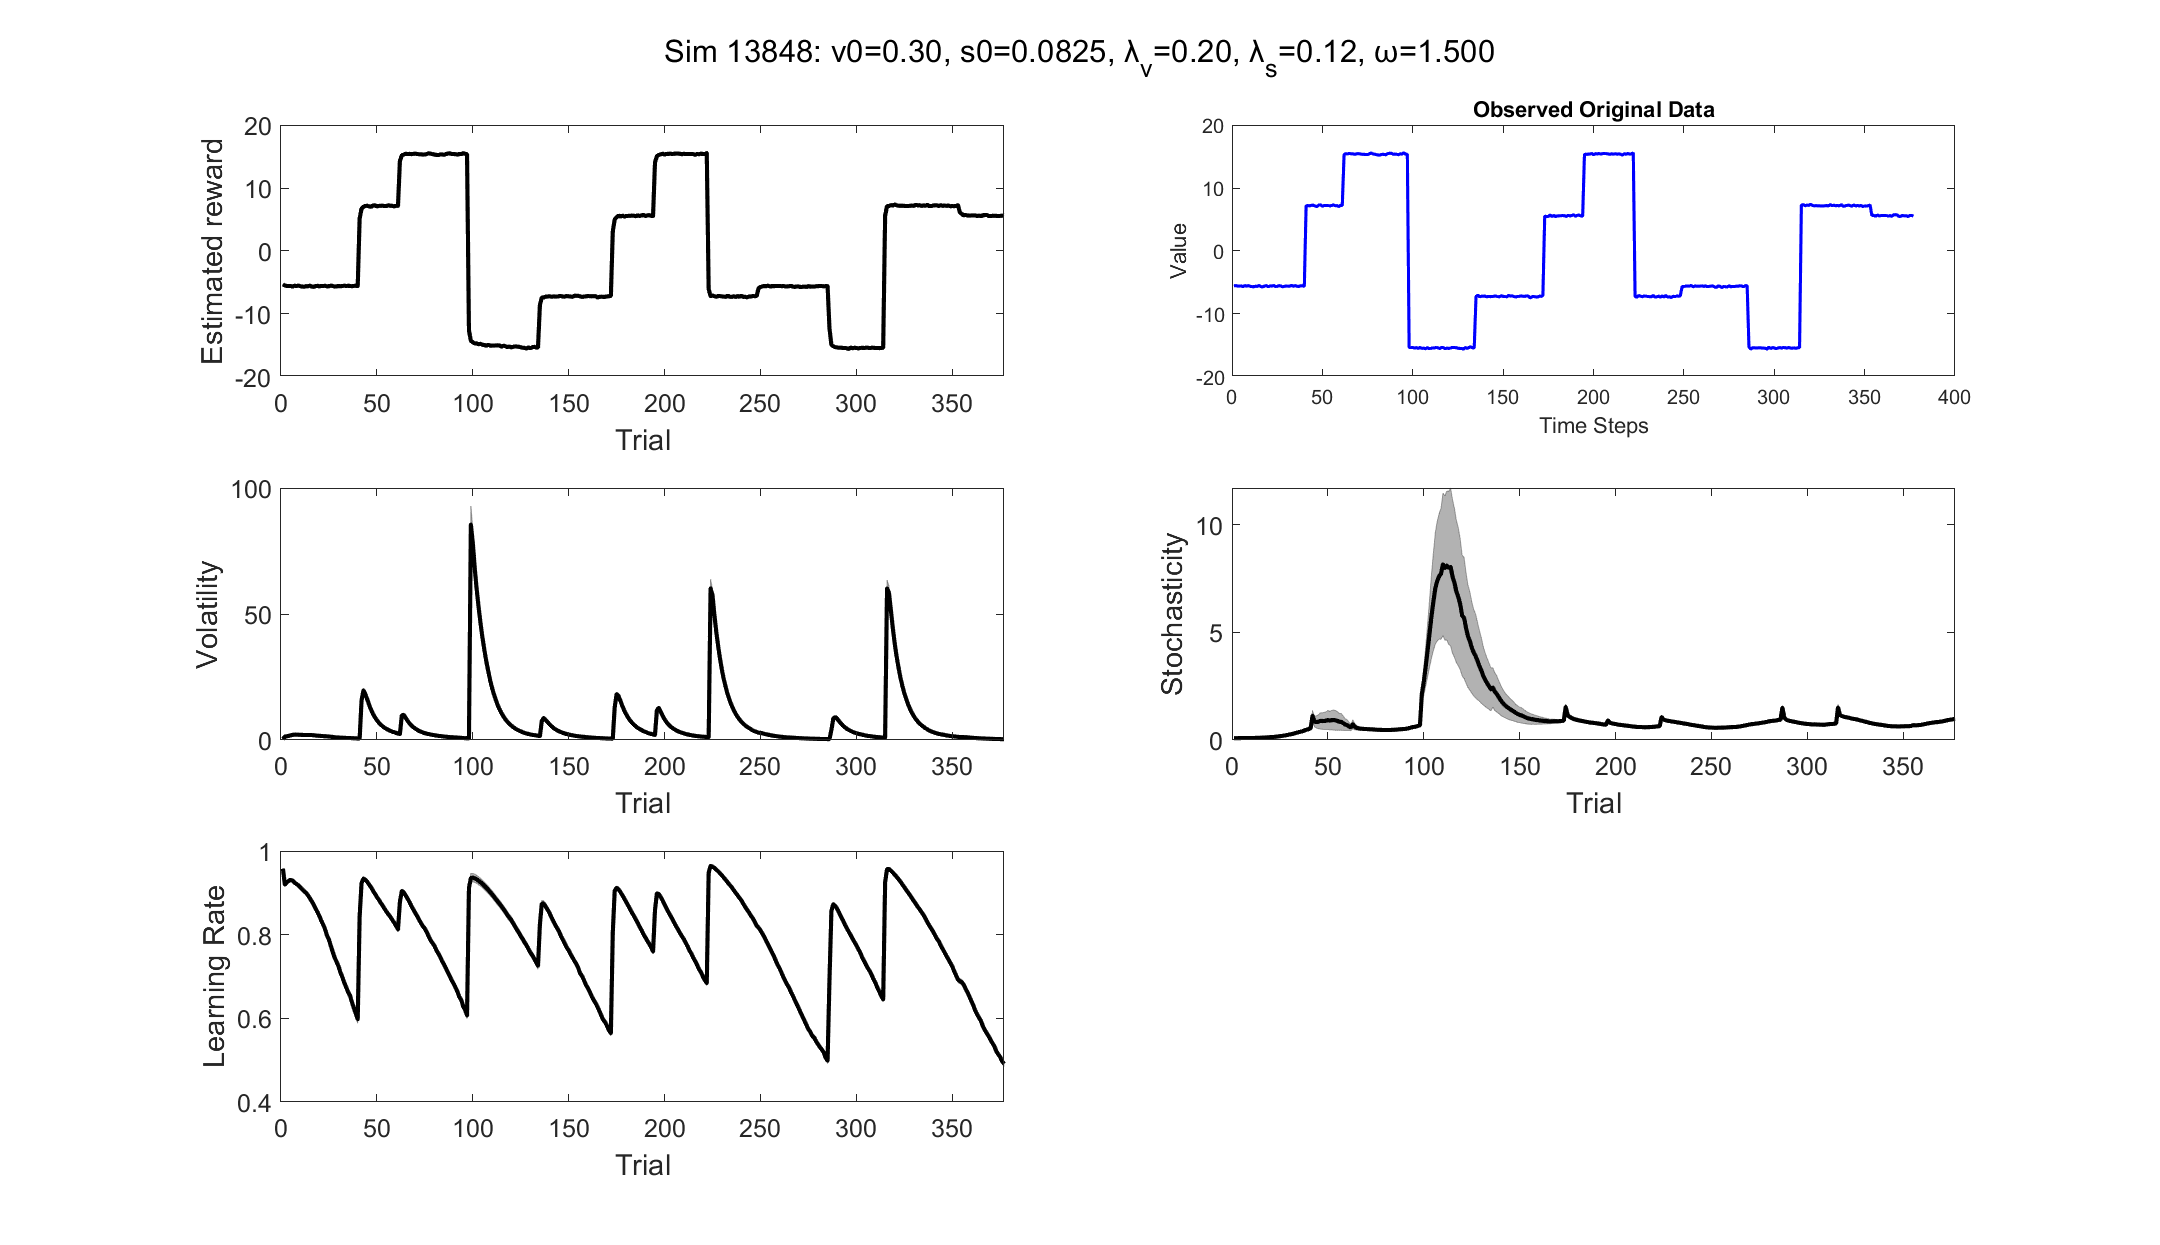 Sim 13848: v0=0.30, s0=0.0825, λ_v=0.20, λ_s=0.12, ω=1.500
Estimated reward
20
10
0
-10
-20
0 50 100 150 200 250 300 350
Trial
Observed Original Data
Value
20
10
0
-10
-20
0 50 100 150 200 250 300 350 400
Time Steps
Volatility
100
50
0
0 50 100 150 200 250 300 350
Trial
Stochasticity
10
5
0
0 50 100 150 200 250 300 350
Trial
Learning Rate
1
0.8
0.6
0.4
0 50 100 150 200 250 300 350
Trial